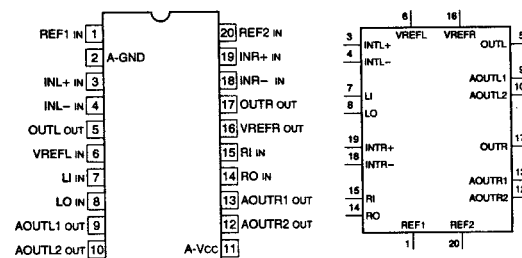 REF1 IN 1
2 A-GND
INL+ IN 3
INL- IN 4
OUTL OUT 5
VREFL IN 6
LI IN 7
LO IN 8
AOUTL1 OUT 9
AOUTL2 OUT 10
20 REF2 IN
19 INR+ IN
18 INR- IN
17 OUTR OUT
16 VREFR OUT
15 RI IN
14 RO IN
13 AOUTR1 OUT
12 AOUTR2 OUT
A-Vcc 11
6 16
VREFL VREFR
3 INTL+
4 INTL-
7 LI
8 LO
19 INTR+
18 INTR-
15 RI
14 RO
OUTL 5
AOUTL1 9
AOUTL2 10
OUTR 17
AOUTR1 13
AOUTR2 12
REF1 REF2
1 20